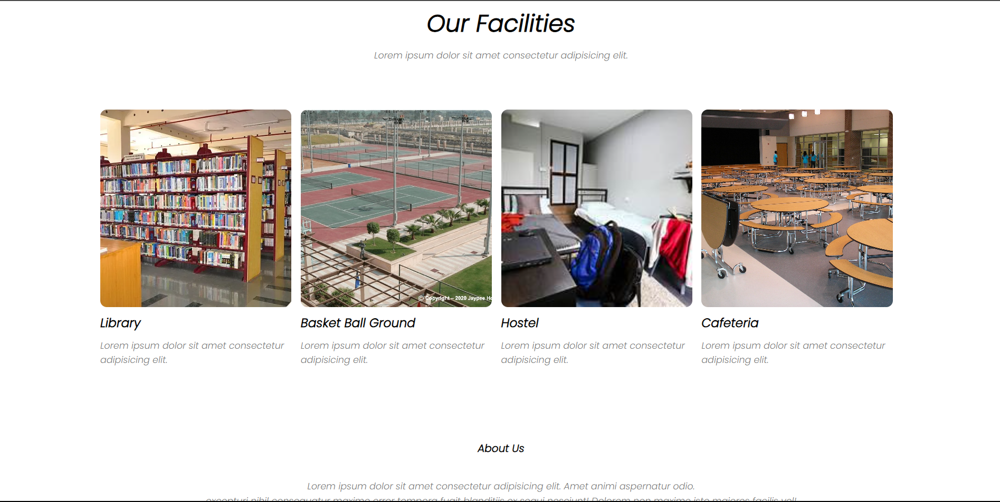 Our Facilities
Lorem ipsum dolor sit amet consectetur adipisicing elit.
© Copyright – 2020 Jaypee
Library
Basket Ball Ground
Hostel
Cafeteria
Lorem ipsum dolor sit amet consectetur
adipisicing elit.
Lorem ipsum dolor sit amet consectetur
adipisicing elit.
Lorem ipsum dolor sit amet consectetur
adipisicing elit.
Lorem ipsum dolor sit amet consectetur
adipisicing elit.
About Us
Lorem ipsum dolor sit amet consectetur adipisicing elit. Amet animi aspernatur odio.
excepturi nihil consequatur maxime error tempora fugit blanditiis ex sequi nesciunt! Dolorem non maxime iste maiores facilis vel!